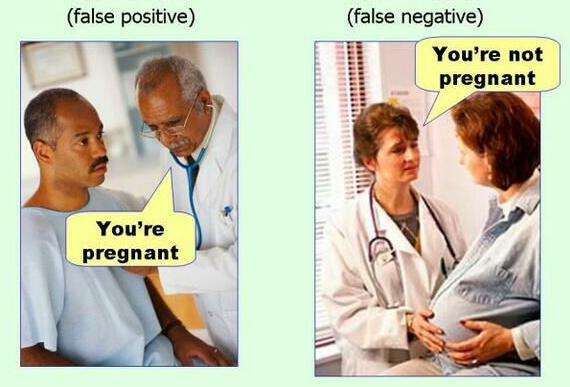 (false positive)
(false negative)
You're
pregnant
You're not
pregnant